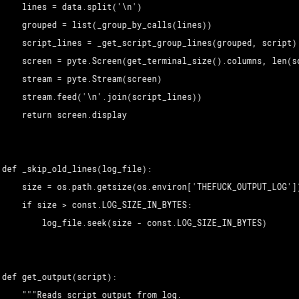 lines = data.split('\n')
grouped = list(_group_by_calls(lines))
script_lines = _get_script_group_lines(grouped, script)
screen = pyte.Screen(get_terminal_size().columns, len(sc
stream = pyte.Stream(screen)
stream.feed('\n'.join(script_lines))
return screen.display
def _skip_old_lines(log_file):
size = os.path.getsize(os.environ['THEFUCK_OUTPUT_LOG'])
if size > const.LOG_SIZE_IN_BYTES:
log_file.seek(size - const.LOG_SIZE_IN_BYTES)
def get_output(script):
"""Reads script output from log.